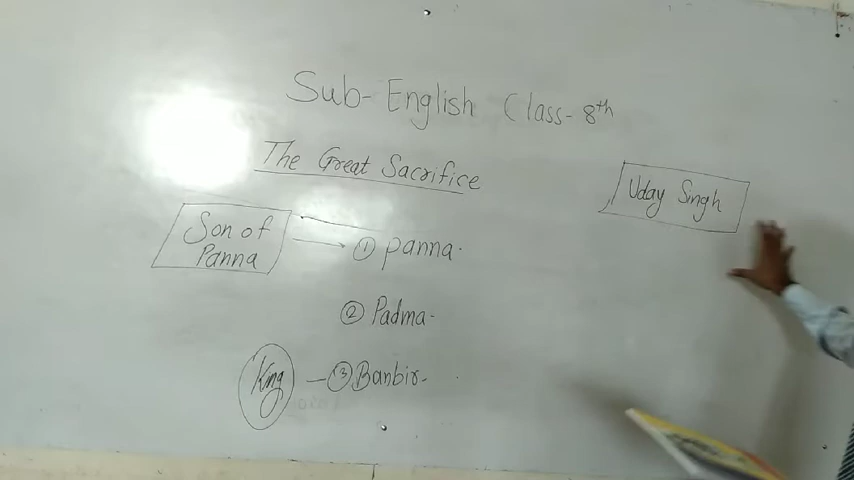 Sub- English Class- 8th
The Great Sacrifice
Uday Singh
Son of
Panna
① panna.
② Padma.
King
③ Banbir.